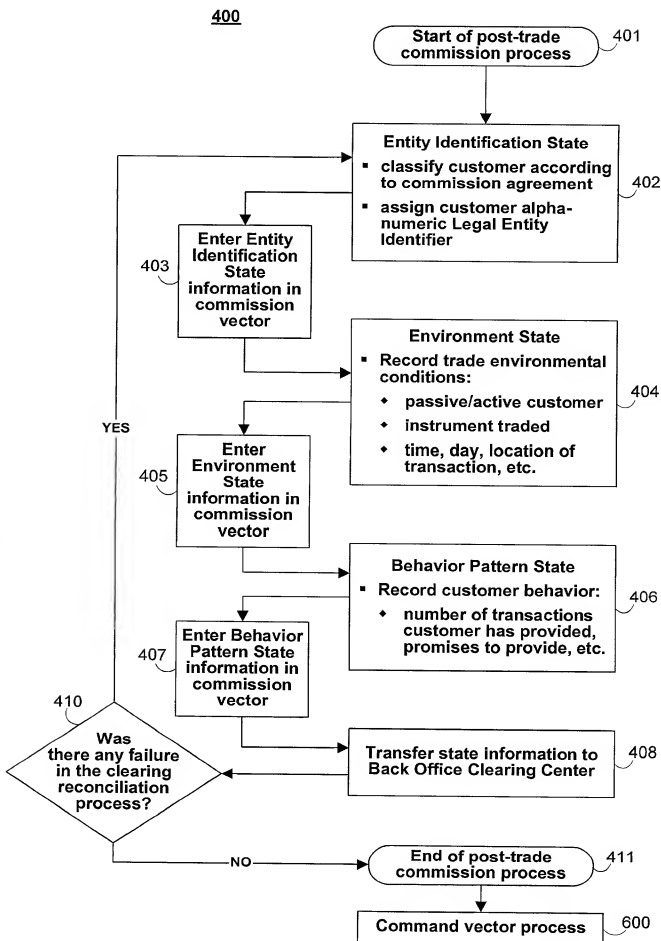 400
Start of post-trade
commission process
401
Entity Identification State
▪ classify customer according
to commission agreement
▪ assign customer alpha-
numeric Legal Entity
Identifier
402
Enter Entity
Identification
State
information in
commission
vector
403
Environment State
▪ Record trade environmental
conditions:
◆ passive/active customer
◆ instrument traded
◆ time, day, location of
transaction, etc.
404
YES
Enter
Environment
State
information in
commission
vector
405
Behavior Pattern State
▪ Record customer behavior:
◆ number of transactions
customer has provided,
promises to provide, etc.
406
Enter Behavior
Pattern State
information in
commission
vector
407
410
Was
there any failure
in the clearing
reconciliation
process?
Transfer state information to
Back Office Clearing Center
408
NO
End of post-trade
commission process
411
Command vector process
600